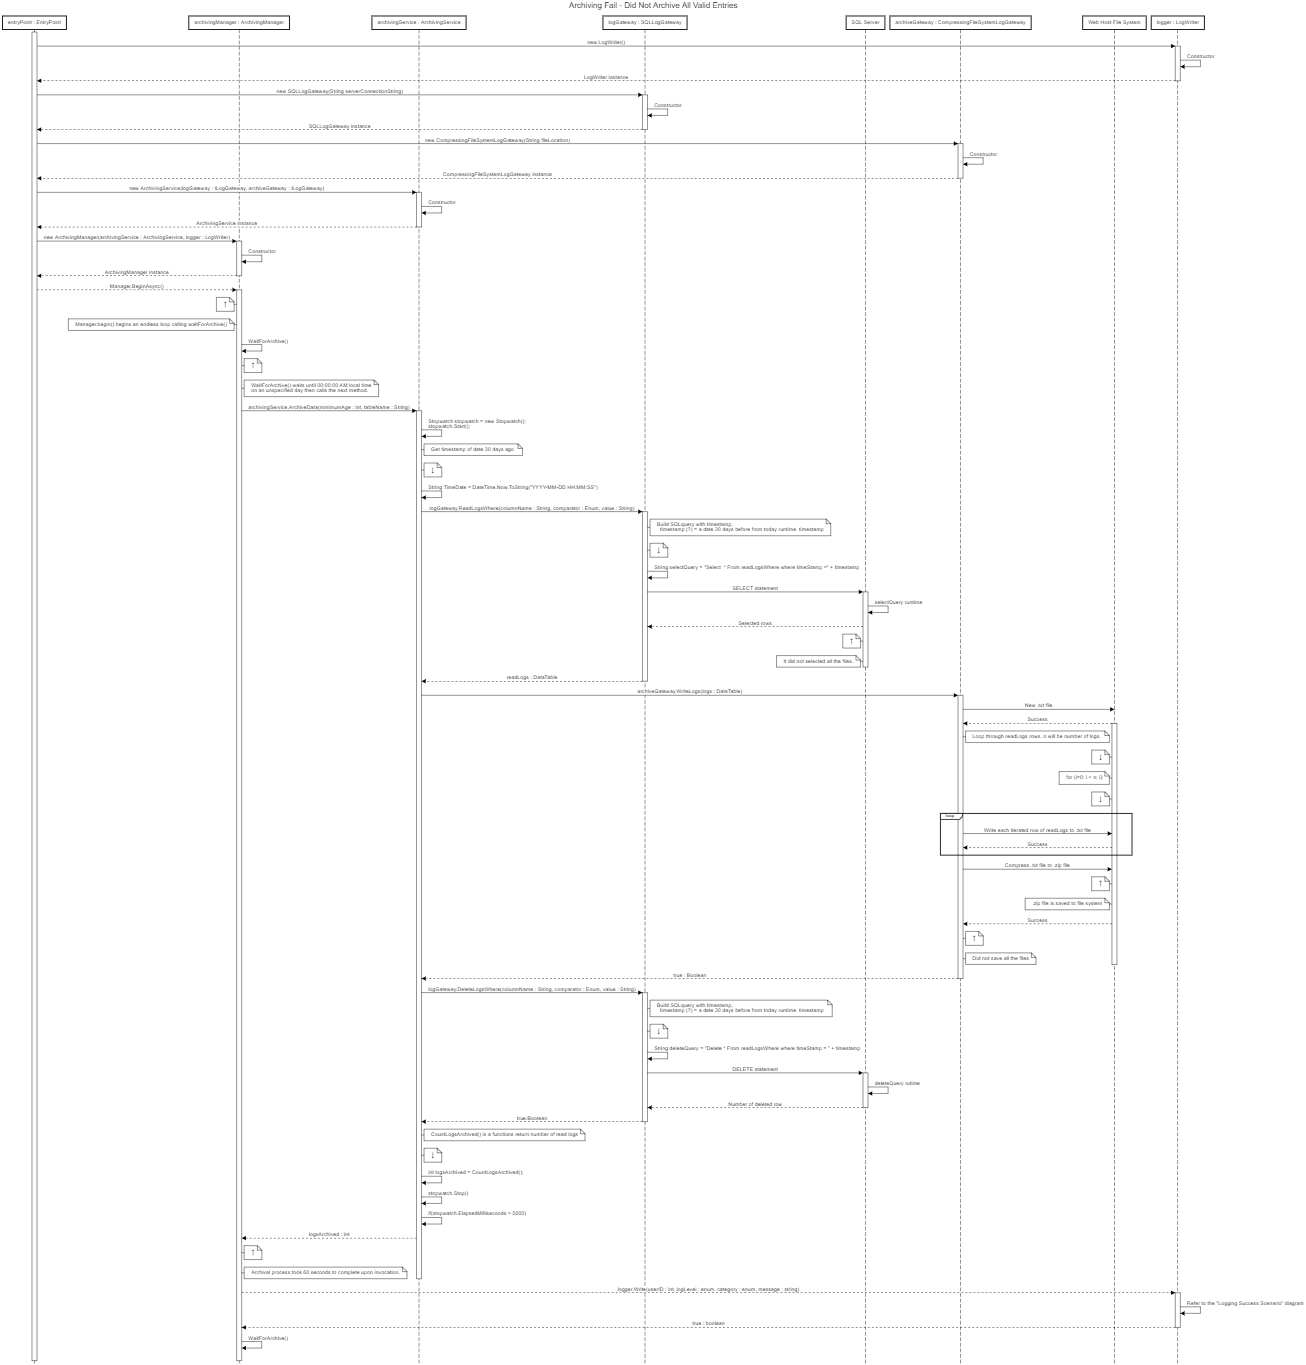 Archiving Fail - Did Not Archive All Valid Entries
entryPoint : EntryPoint
archivingManager : ArchivingManager
archivingService : ArchivingService
logGateway : SQLLogGateway
SQL Server
archiveGateway : CompressingFileSystemLogGateway
Web Host File System
logger : LogWriter
new LogWriter()
Constructor
LogWriter instance
new SQLLogGateway(String serverConnectionString)
Constructor
SQLLogGateway instance
new CompressingFileSystemLogGateway(String fileLocation)
Constructor
CompressingFileSystemLogGateway instance
new ArchivingService(logGateway : ILogGateway, archiveGateway : ILogGateway)
Constructor
ArchivingService instance
new ArchivingManager(archivingService : ArchivingService, logger : LogWriter)
Constructor
ArchivingManager instance
Manager.BeginAsync()
↑
Manager.begin() begins an endless loop calling waitForArchive()
WaitForArchive()
↑
WaitForArchive() waits until 00:00:00 AM local time
on an unspecified day then calls the next method.
archivingService.ArchiveData(minimumAge : Int, tableName : String)
Stopwatch stopwatch = new Stopwatch();
stopwatch.Start();
Get timestamp of date 30 days ago
↓
String TimeDate = DateTime.Now.ToString("YYYY-MM-DD HH:MM:SS")
logGateway.ReadLogsWhere(columnName : String, comparator : Enum, value : String)
Build SQLquery with timestamp,
timestamp (?) = a date 30 days before from today runtime timestamp
↓
String selectQuery = "Select * From readLogsWhere where timeStamp =" + timestamp
SELECT statement
selectQuery runtime
Selected rows
↑
It did not selected all the files.
readLogs : DataTable
archiveGateway.WriteLogs(logs : DataTable)
New .txt file
Success
Loop through readLogs rows. n will be number of logs.
↓
for (i=0; i < n; i)
↓
loop
Write each iterated row of readLogs to .txt file
Success
Compress .txt file to .zip file
↑
.zip file is saved to file system
Success
↑
Did not save all the files
true : Boolean
logGateway.DeleteLogsWhere(columnName : String, comparator : Enum, value : String)
Build SQLquery with timestamp,
timestamp (?) = a date 30 days before from today runtime timestamp
↓
String deleteQuery = "Delete * From readLogsWhere where timeStamp = " + timestamp
DELETE statement
deleteQuery rutime
Number of deleted row
true:Boolean
CountLogsArchived() is a functions return number of read logs
↓
int logsArchived = CountLogsArchived();
stopwatch.Stop()
if(stopwatch.ElapsedMilliseconds > 5000)
logsArchived : int
↑
Archival process took 60 seconds to complete upon invocation.
logger.Write(userID : int, logLevel : enum, category : enum, message : string)
Refer to the "Logging Success Scenario" diagram
true : boolean
WaitForArchive()